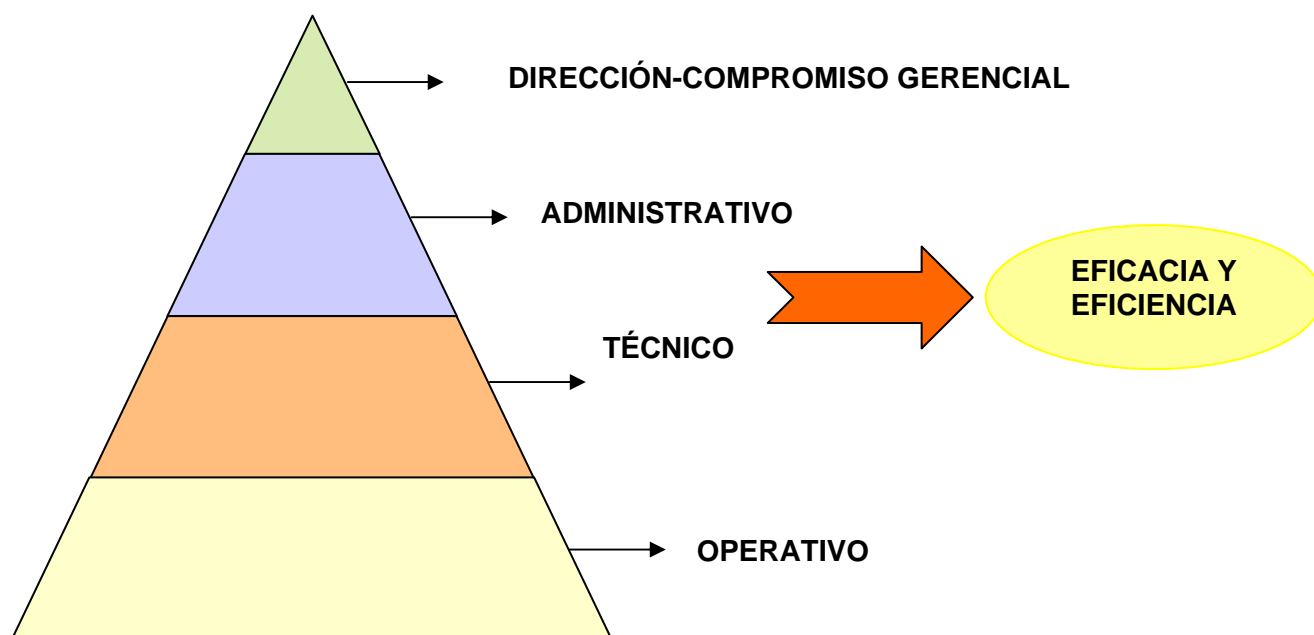 DIRECCIÓN-COMPROMISO GERENCIAL
ADMINISTRATIVO
EFICACIA Y
EFICIENCIA
TÉCNICO
OPERATIVO